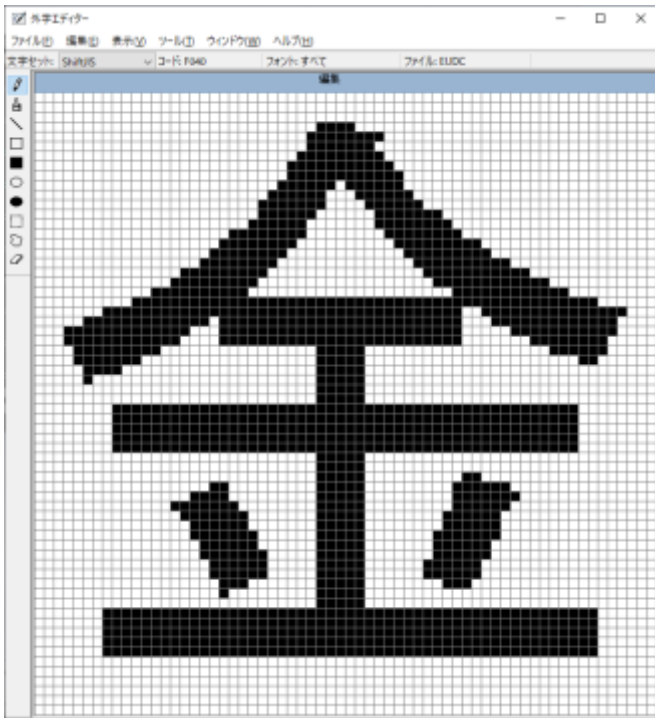 外字エディター
ファイル(F) 編集(E) 表示(V) ツール(T) ウィンドウ(W) ヘルプ(H)
文字セット: ShiftJIS コード: F040 フォント: すべて ファイル: EUDC
編集
金